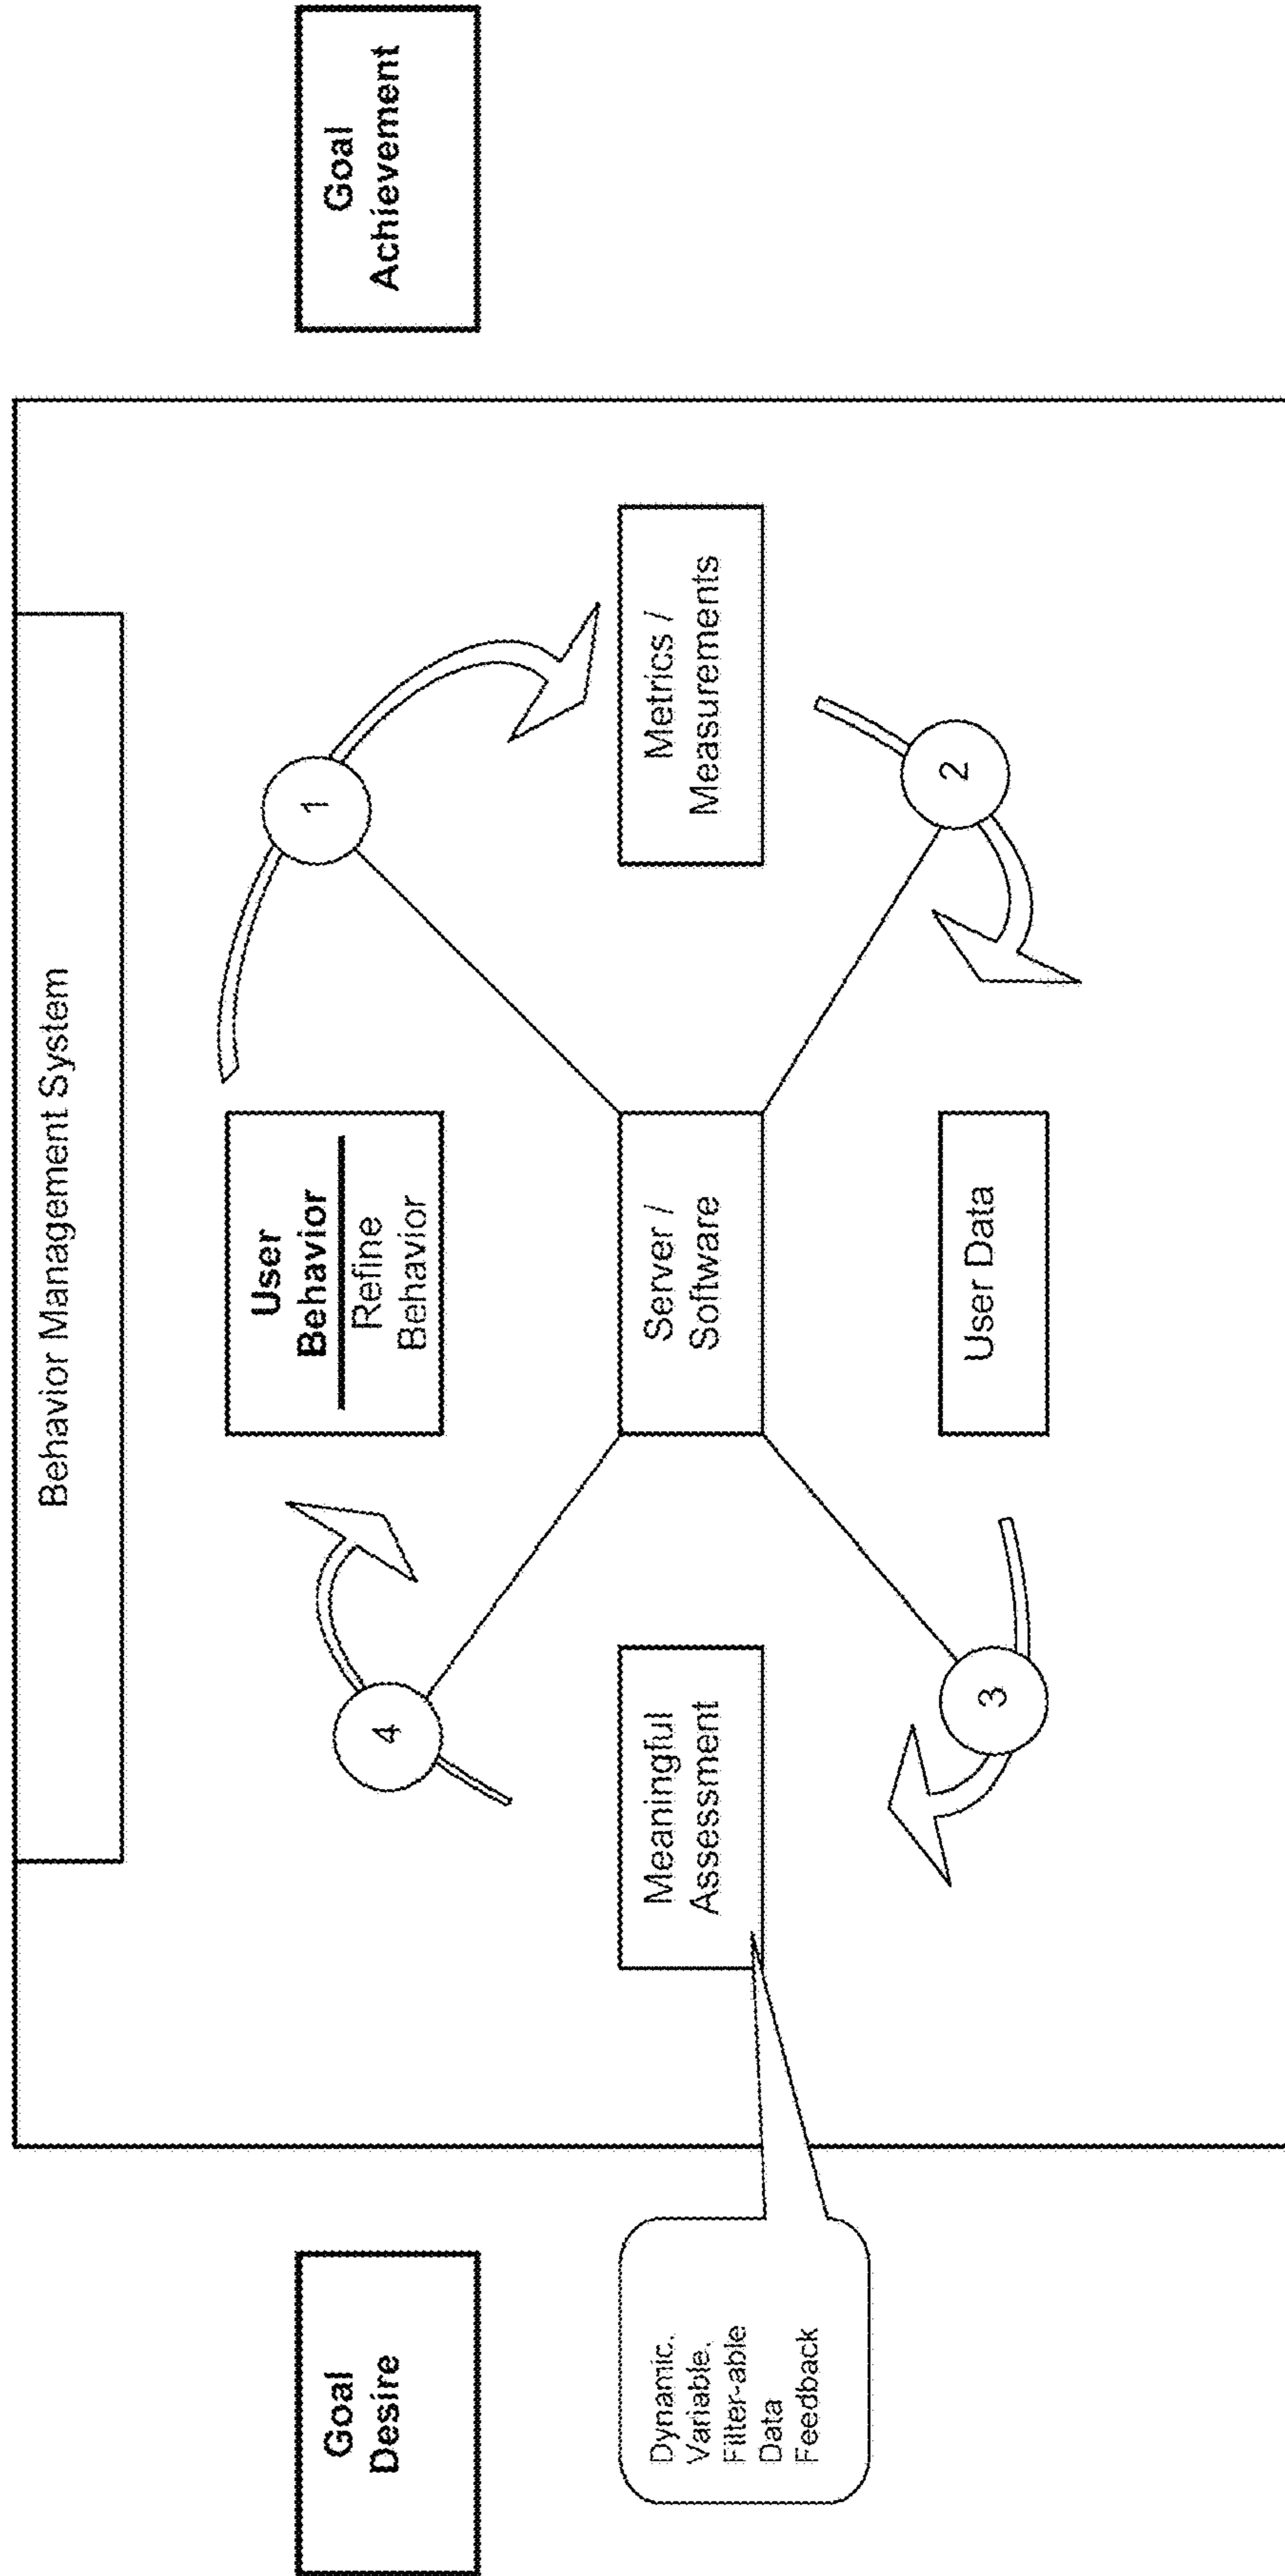 Behavior Management System
Goal
Desire
User
Behavior
Refine
Behavior
Goal
Achievement
4
1
Dynamic,
Variable,
Filter-able
Data
Feedback
Meaningful
Assessment
Server /
Software
Metrics /
Measurements
3
User Data
2